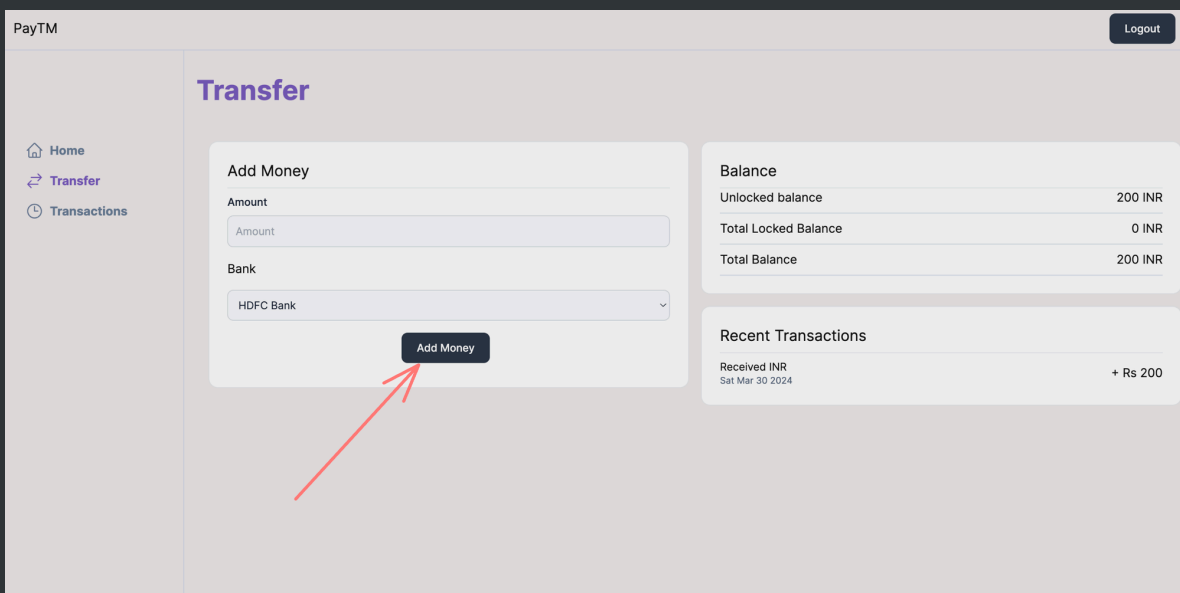 PayTM
Logout
Transfer
Home
Transfer
Transactions
Add Money
Amount
Amount
Bank
HDFC Bank
Add Money
Balance
Unlocked balance 200 INR
Total Locked Balance 0 INR
Total Balance 200 INR
Recent Transactions
Received INR
Sat Mar 30 2024
+ Rs 200